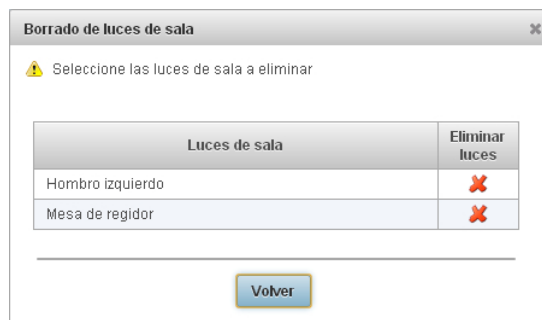 Borrado de luces de sala
Seleccione las luces de sala a eliminar
Luces de sala
Eliminar
luces
Hombro izquierdo
Mesa de regidor
Volver